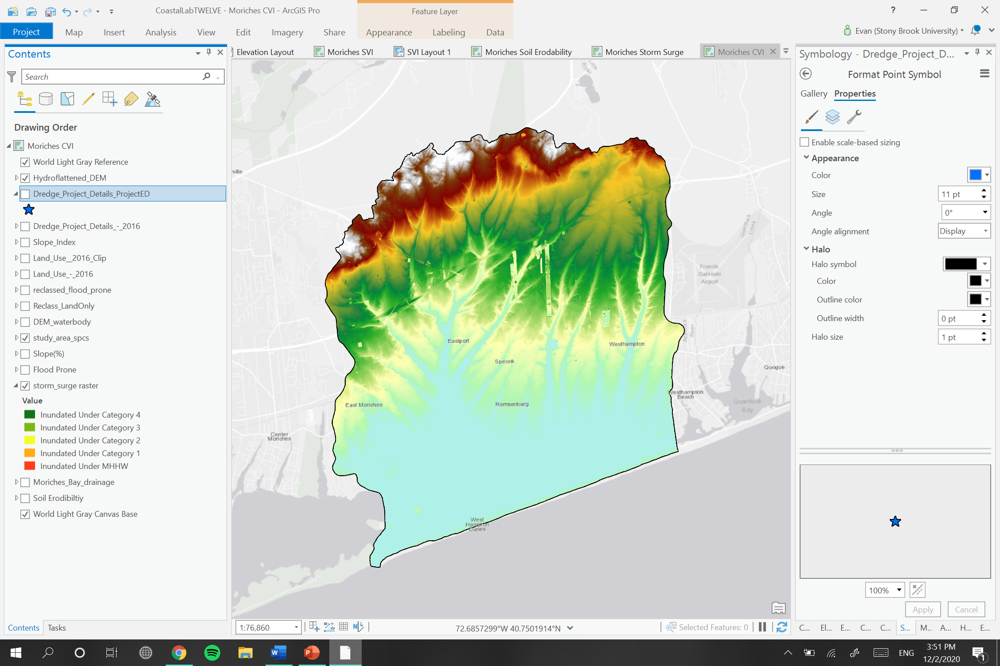 CoastalLabTWELVE - Moriches CVI - ArcGIS Pro
Feature Layer
?
Project
Map
Insert
Analysis
View
Edit
Imagery
Share
Appearance
Labeling
Data
Evan (Stony Brook University)
Contents
Search
Drawing Order
Moriches CVI
World Light Gray Reference
Hydroflattened_DEM
Dredge_Project_Details_ProjectED
Dredge_Project_Details_-_2016
Slope_Index
Land_Use__2016_Clip
Land_Use_-_2016
reclassed_flood_prone
Reclass_LandOnly
DEM_waterbody
study_area_spcs
Slope(%)
Flood Prone
storm_surge raster
Value
Inundated Under Category 4
Inundated Under Category 3
Inundated Under Category 2
Inundated Under Category 1
Inundated Under MHHW
Moriches_Bay_drainage
Soil Erodibiltiy
World Light Gray Canvas Base
Contents
Tasks
Elevation Layout
Moriches SVI
SVI Layout 1
Moriches Soil Erodability
Moriches Storm Surge
Moriches CVI
Little
River
ville
Quantuck
Creek
Francis
Gabreski
Airport
River
Eastport
Westhampton
Speonk
Quogue
Westhampton
Beach
Quantuck
Bay
East Moriches
Remsenburg
Center
Moriches
West
Hampton
Dunes
1:76,860
72.6857299°W 40.7501914°N
Selected Features: 0
Symbology - Dredge_Project_D...
Format Point Symbol
Gallery
Properties
Enable scale-based sizing
Appearance
Color
Size
11 pt
Angle
0°
Angle alignment
Display
Halo
Halo symbol
Color
Outline color
Outline width
0 pt
Halo size
1 pt
100%
Apply
Cancel
C...
El...
E...
C...
C...
S...
M...
A...
H...
E...
ENG
3:51 PM
12/2/2020
1